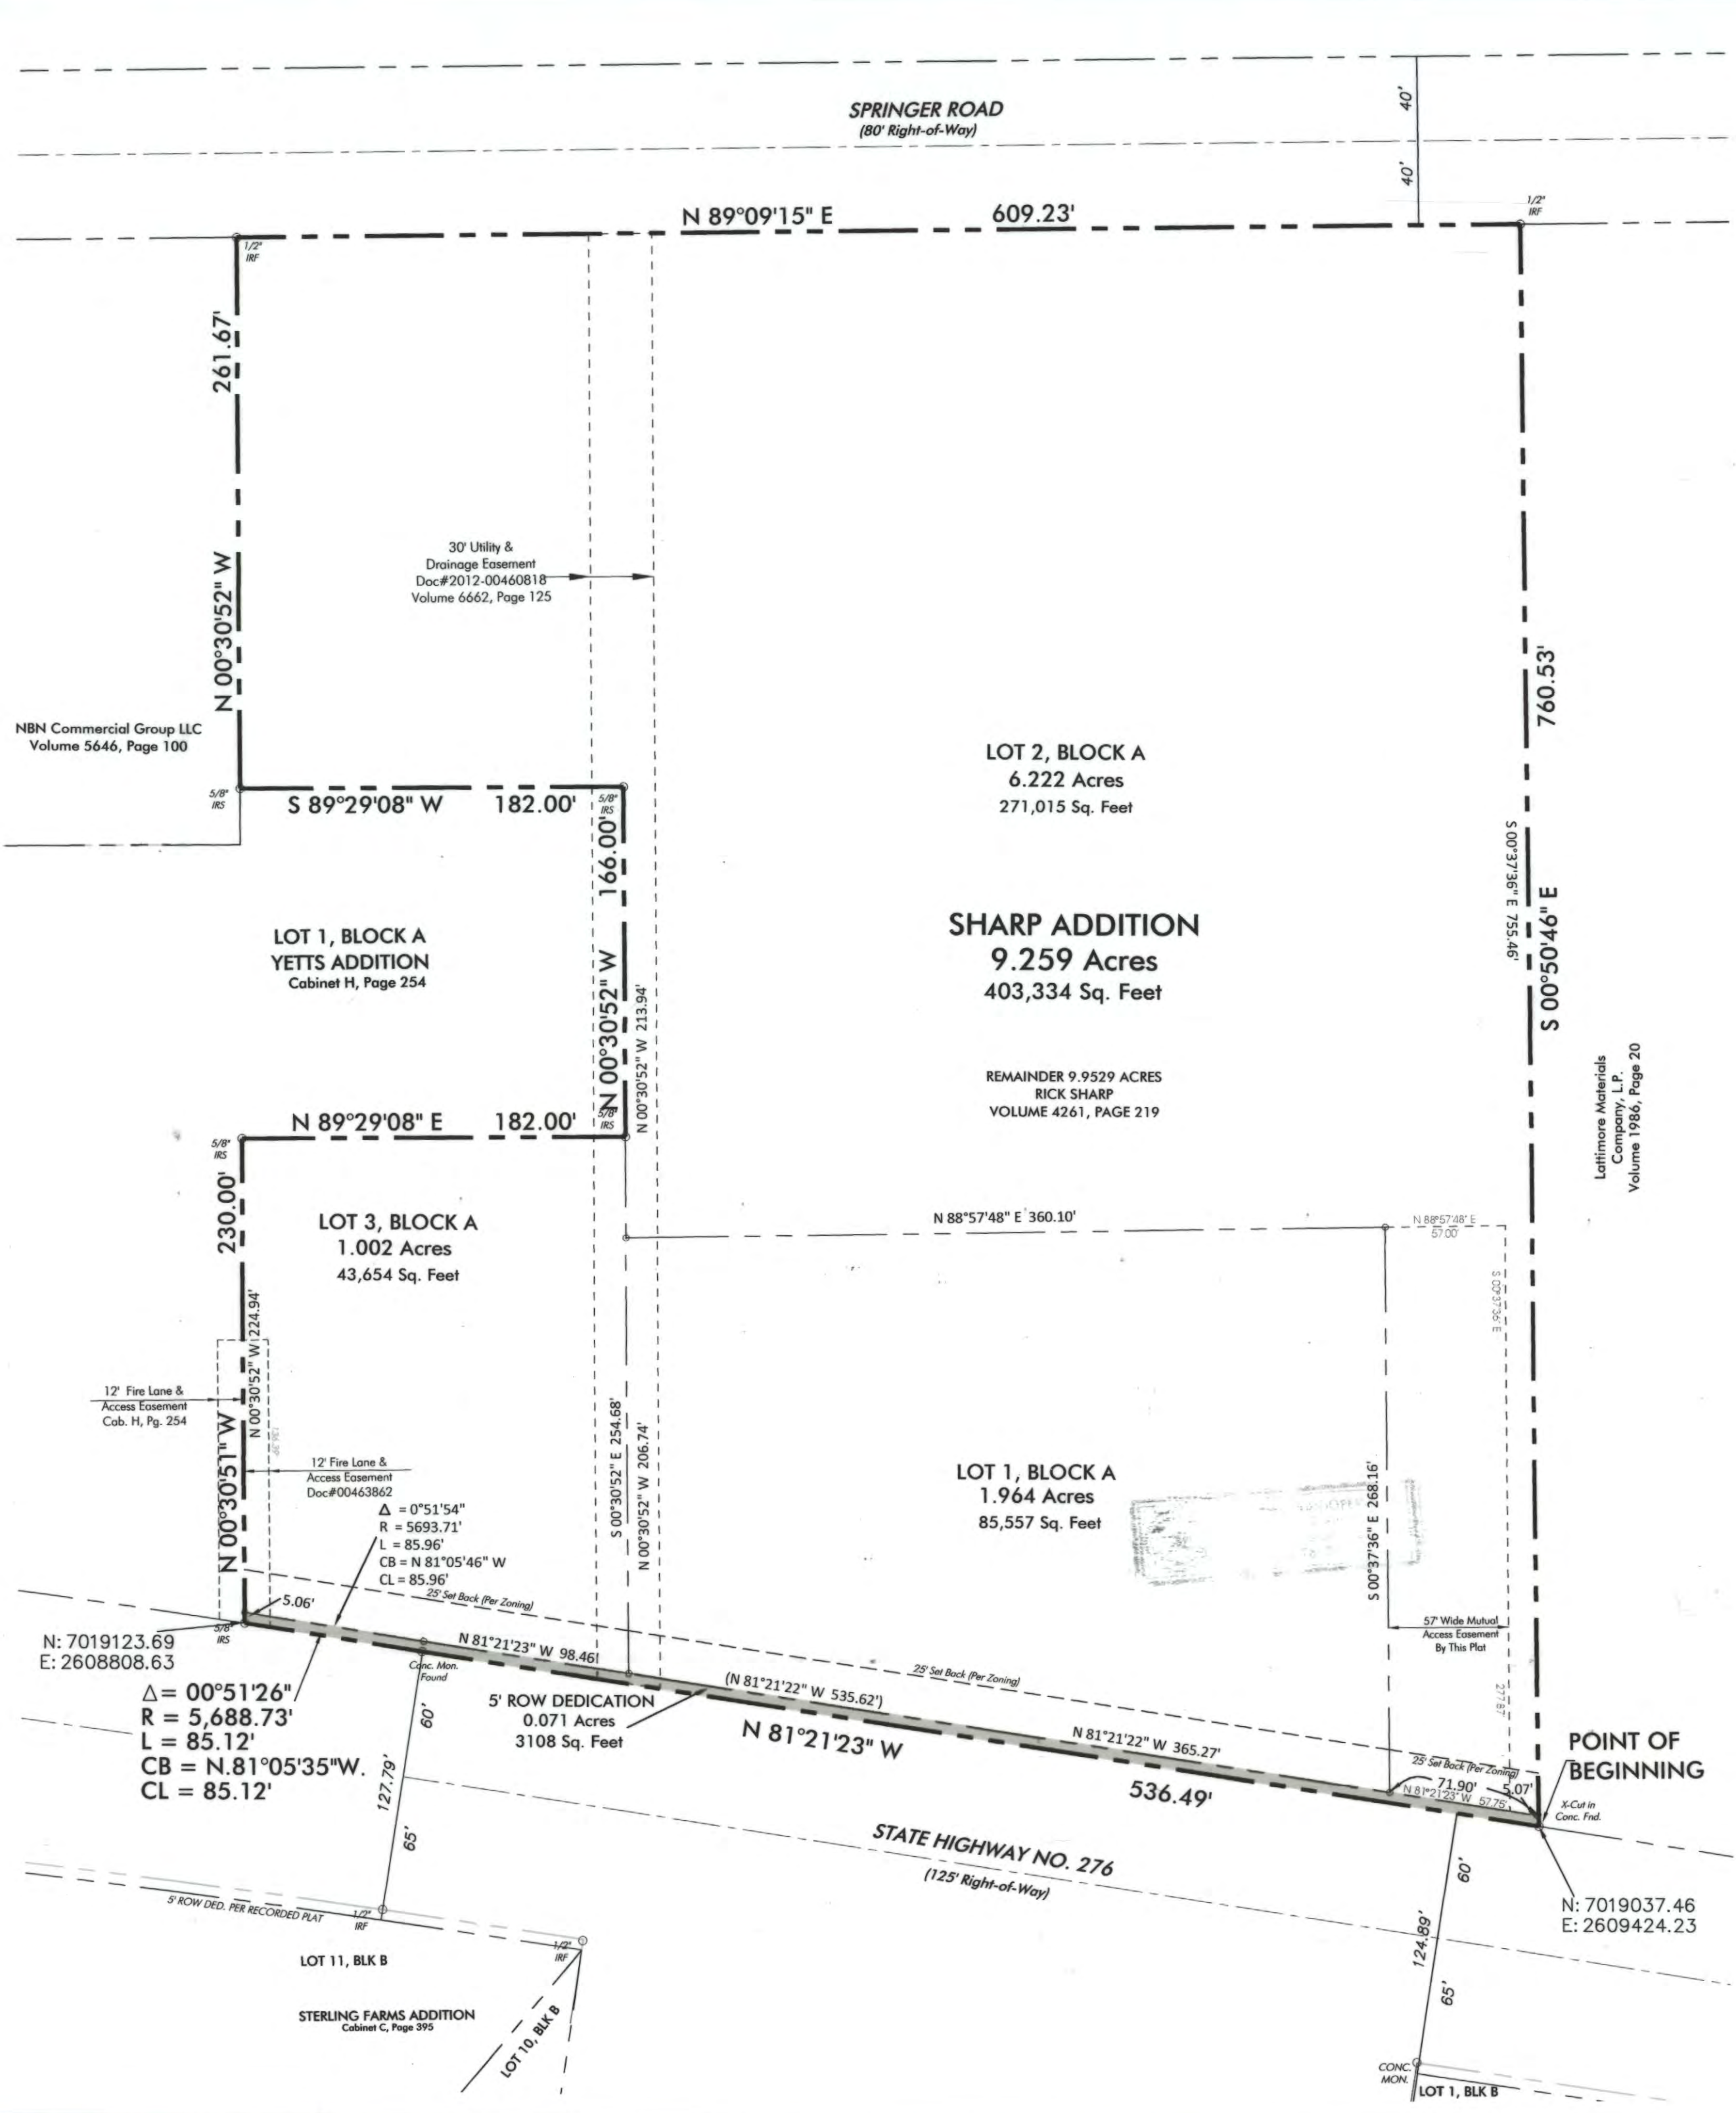 SPRINGER ROAD
(80' Right-of-Way)
40'
40'
N 89°09'15" E 609.23'
1/2"
IRF
1/2"
IRF
261.67'
N 00°30'52" W
30' Utility &
Drainage Easement
Doc#2012-00460818
Volume 6662, Page 125
NBN Commercial Group LLC
Volume 5646, Page 100
5/8"
IRS
S 89°29'08" W 182.00'
5/8"
IRS
166.00'
N 00°30'52" W
N 00°30'52" W 213.94'
LOT 2, BLOCK A
6.222 Acres
271,015 Sq. Feet
760.53'
S 00°50'46" E
S 00°37'36" E 755.46'
LOT 1, BLOCK A
YETTS ADDITION
Cabinet H, Page 254
SHARP ADDITION
9.259 Acres
403,334 Sq. Feet
REMAINDER 9.9529 ACRES
RICK SHARP
VOLUME 4261, PAGE 219
Lattimore Materials
Company, L.P.
Volume 1986, Page 20
N 89°29'08" E 182.00'
5/8"
IRS
5/8"
IRS
230.00'
N 00°30'51" W
N 00°30'52" W 224.94'
LOT 3, BLOCK A
1.002 Acres
43,654 Sq. Feet
N 88°57'48" E 360.10'
N 88°57'48" E
57.00'
S 00°37'36" E
277.87'
12' Fire Lane &
Access Easement
Cab. H, Pg. 254
12' Fire Lane &
Access Easement
Doc#00463862
Δ = 0°51'54"
R = 5693.71'
L = 85.96'
CB = N 81°05'46" W
CL = 85.96'
S 00°30'52" E 254.68'
N 00°30'52" W 206.74'
LOT 1, BLOCK A
1.964 Acres
85,557 Sq. Feet
S 00°37'36" E 268.16'
57' Wide Mutual
Access Easement
By This Plat
25' Set Back (Per Zoning)
25' Set Back (Per Zoning)
25' Set Back (Per Zoning)
5.06'
5/8"
IRS
N: 7019123.69
E: 2608808.63
Δ= 00°51'26"
R = 5,688.73'
L = 85.12'
CB = N.81°05'35"W.
CL = 85.12'
Conc. Mon.
Found
N 81°21'23" W 98.46'
(N 81°21'22" W 535.62')
N 81°21'22" W 365.27'
71.90'
5.07'
N 81°21'23" W 57.75'
5' ROW DEDICATION
0.071 Acres
3108 Sq. Feet
N 81°21'23" W
536.49'
POINT OF
BEGINNING
X-Cut in
Conc. Fnd.
N: 7019037.46
E: 2609424.23
60'
127.79'
65'
STATE HIGHWAY NO. 276
(125' Right-of-Way)
60'
124.89'
65'
5' ROW DED. PER RECORDED PLAT
1/2"
IRF
1/2"
IRF
LOT 11, BLK B
STERLING FARMS ADDITION
Cabinet C, Page 395
LOT 10, BLK B
CONC.
MON.
LOT 1, BLK B